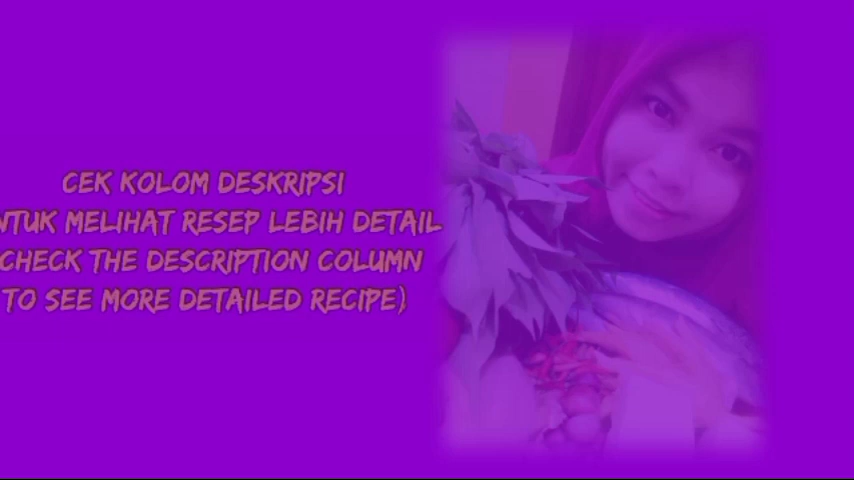 CEK KOLOM DESKRIPSI
NTUK MELIHAT RESEP LEBIH DETAIL
CHECK THE DESCRIPTION COLUMN
TO SEE MORE DETAILED RECIPE)